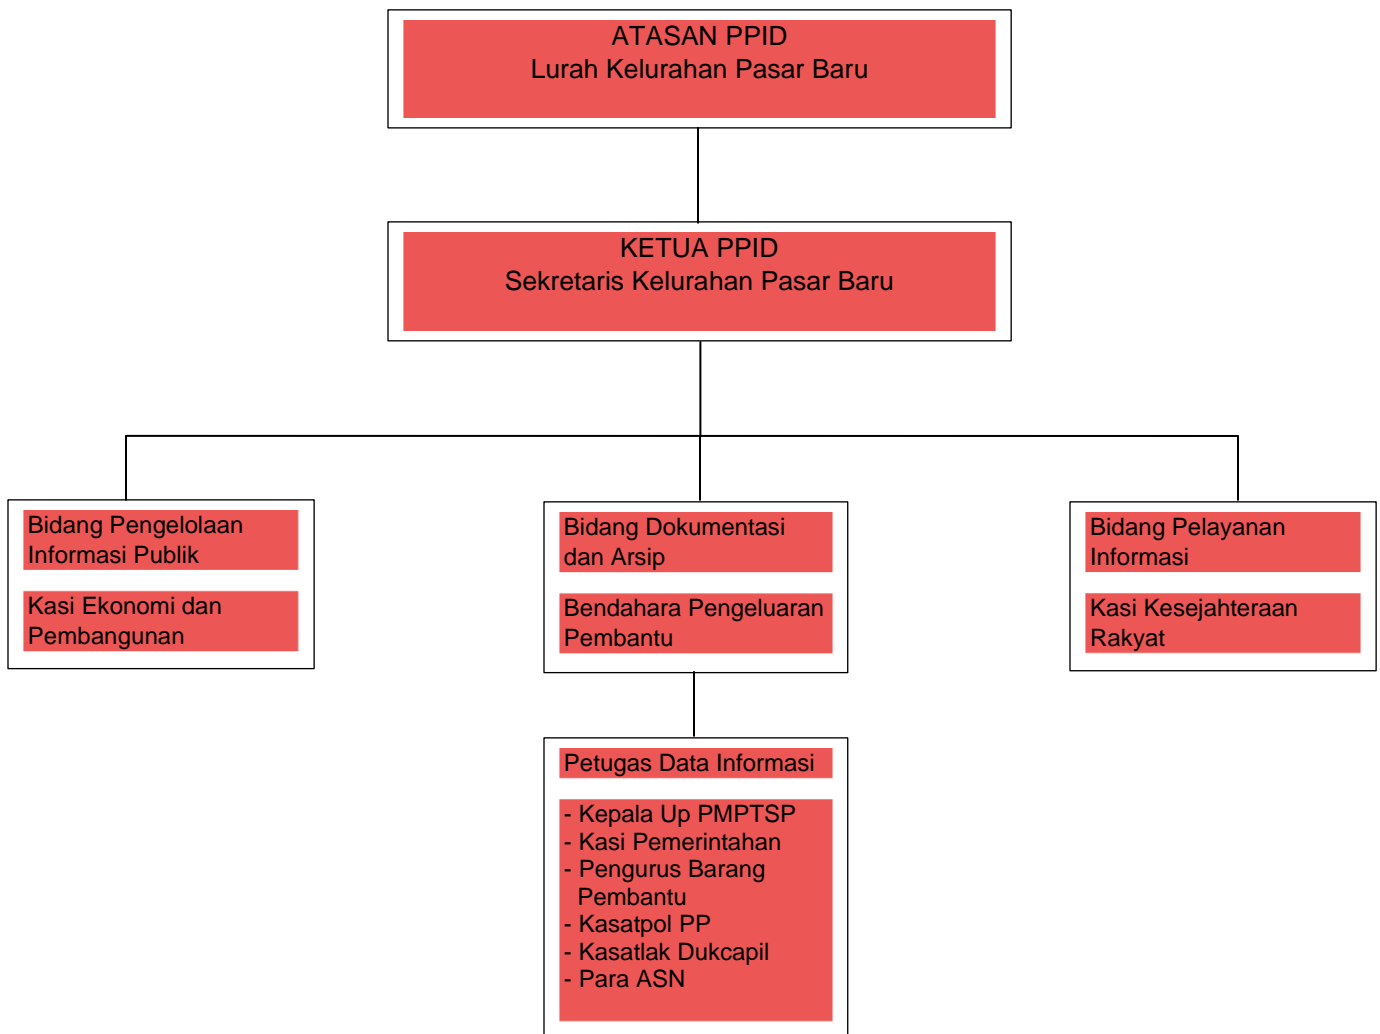 ATASAN PPID
Lurah Kelurahan Pasar Baru
KETUA PPID
Sekretaris Kelurahan Pasar Baru
Bidang Pengelolaan
Informasi Publik
Kasi Ekonomi dan
Pembangunan
Bidang Dokumentasi
dan Arsip
Bendahara Pengeluaran
Pembantu
Bidang Pelayanan
Informasi
Kasi Kesejahteraan
Rakyat
Petugas Data Informasi
- Kepala Up PMPTSP
- Kasi Pemerintahan
- Pengurus Barang
Pembantu
- Kasatpol PP
- Kasatlak Dukcapil
- Para ASN